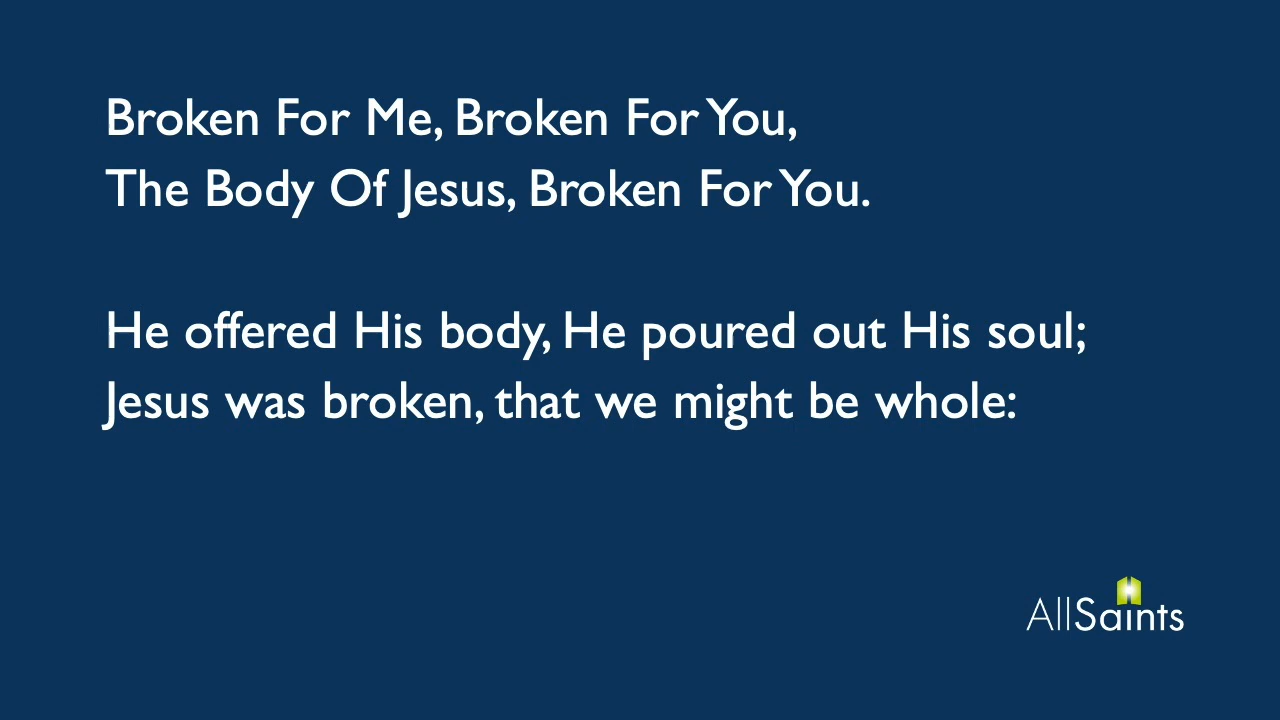 Broken For Me, Broken For You,
The Body Of Jesus, Broken For You.
He offered His body, He poured out His soul;
Jesus was broken, that we might be whole:
AllSaints